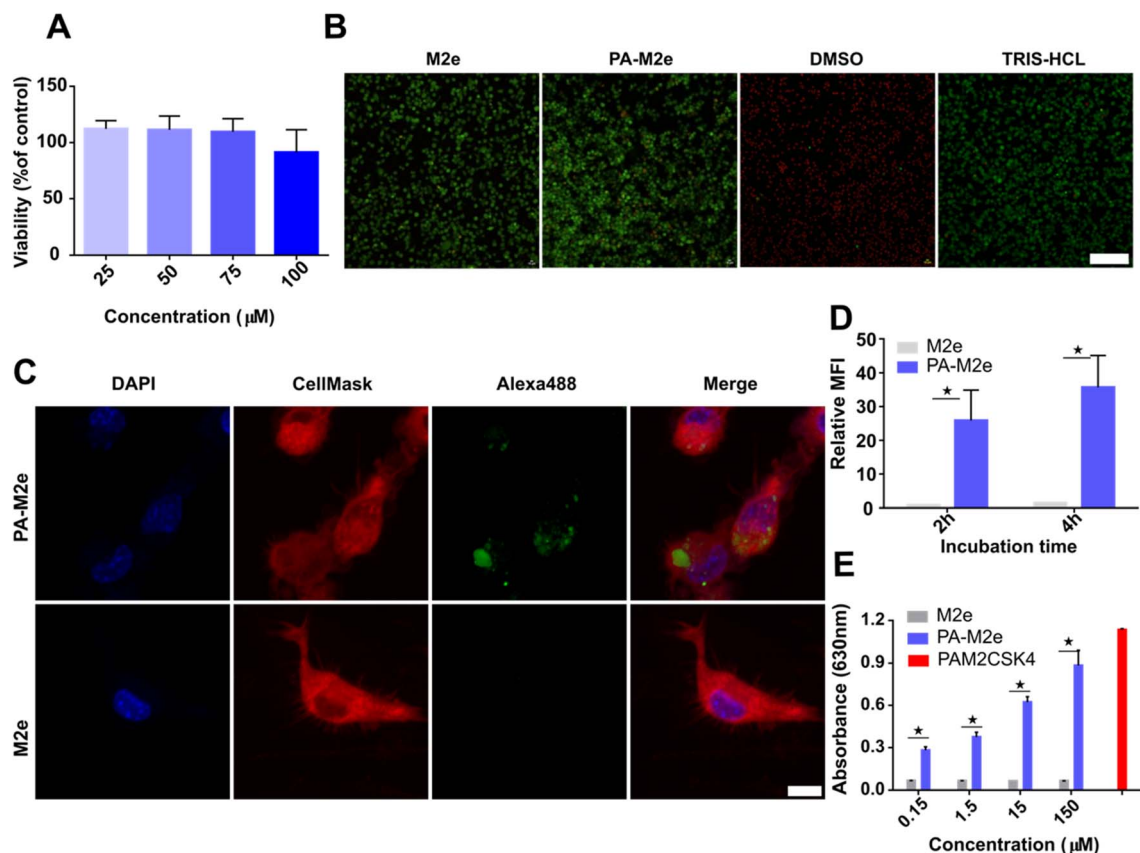 A
Viability (%of control)
150
100
50
0
25
50
75
100
Concentration (μM)
B
M2e
PA-M2e
DMSO
TRIS-HCL
C
DAPI
CellMask
Alexa488
Merge
PA-M2e
M2e
D
M2e
PA-M2e
Relative MFI
50
40
30
20
10
0
2h
4h
Incubation time
E
M2e
PA-M2e
PAM2CSK4
Absorbance (630nm)
1.2
0.9
0.6
0.3
0.0
0.15
1.5
15
150
Concentration (μM)